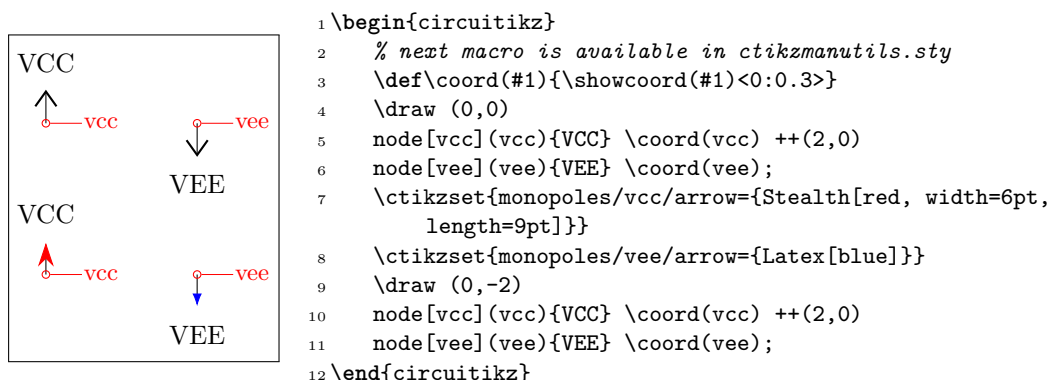 VCC
vcc
vee
VEE
VCC
vcc
vee
VEE
1 \begin{circuitikz}
2 % next macro is available in ctikzmanutils.sty
3 \def\coord(#1){\showcoord(#1)<0:0.3>}
4 \draw (0,0)
5 node[vcc](vcc){VCC} \coord(vcc) ++(2,0)
6 node[vee](vee){VEE} \coord(vee);
7 \ctikzset{monopoles/vcc/arrow={Stealth[red, width=6pt,
length=9pt]}}
8 \ctikzset{monopoles/vee/arrow={Latex[blue]}}
9 \draw (0,-2)
10 node[vcc](vcc){VCC} \coord(vcc) ++(2,0)
11 node[vee](vee){VEE} \coord(vee);
12 \end{circuitikz}